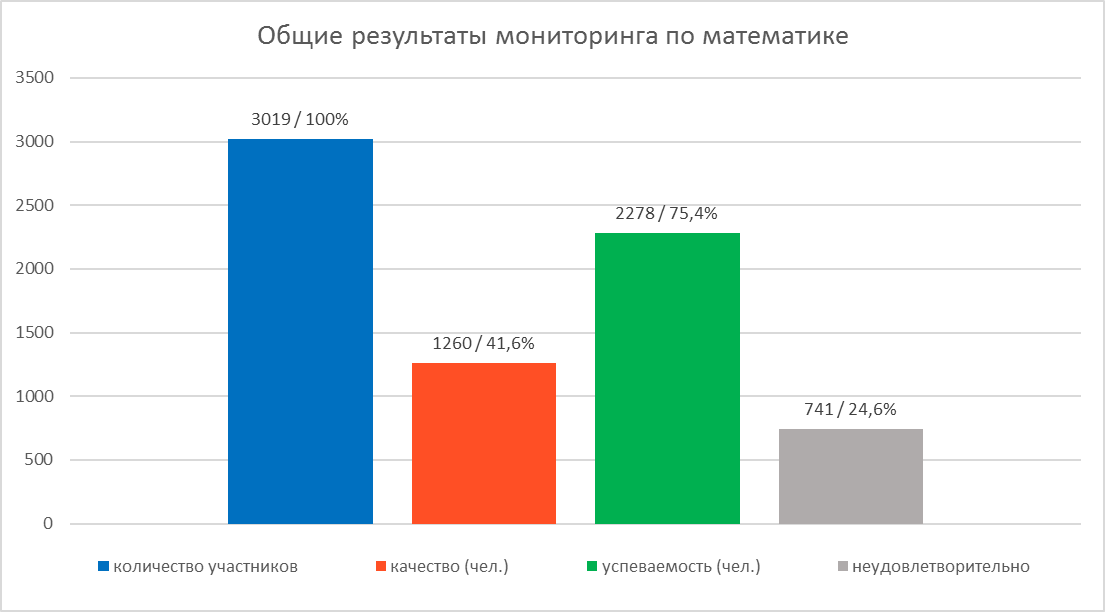 Общие результаты мониторинга по математике
3500
3000
2500
2000
1500
1000
500
0
3019 / 100%
1260 / 41,6%
2278 / 75,4%
741 / 24,6%
количество участников
качество (чел.)
успеваемость (чел.)
неудовлетворительно